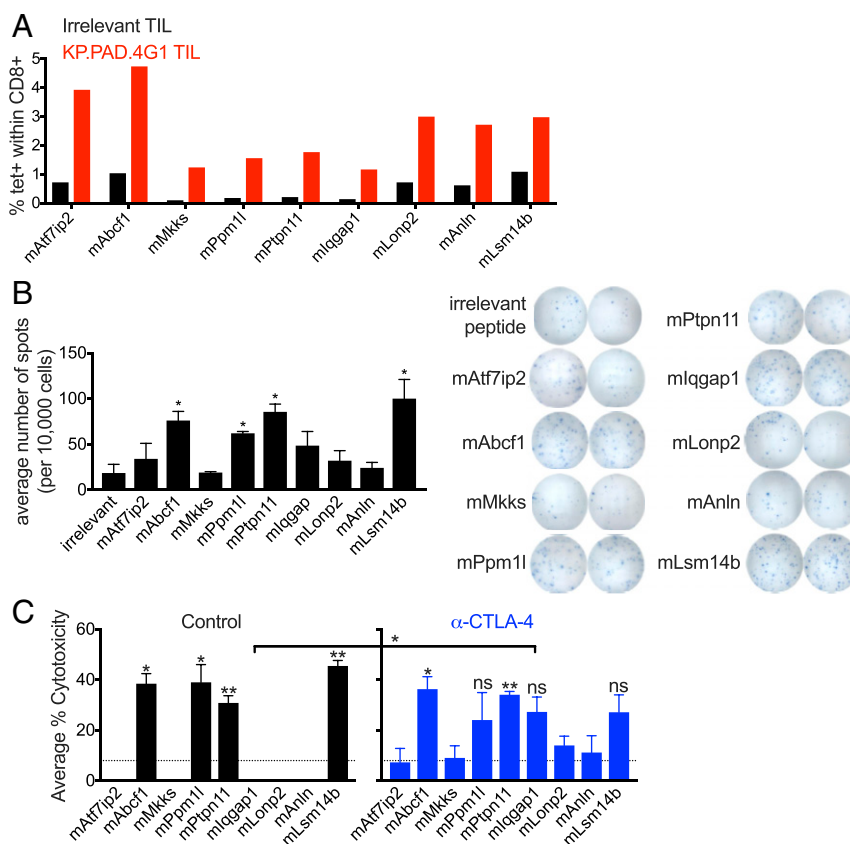 A
Irrelevant TIL
KP.PAD.4G1 TIL
% tet+ within CD8+
5
4
3
2
1
0
mAtf7ip2
mAbcf1
mMkks
mPpm1l
mPtpn11
mIqgap1
mLonp2
mAnln
mLsm14b
B
average number of spots
(per 10,000 cells)
150
100
50
0
* * * *
irrelevant
mAtf7ip2
mAbcf1
mMkks
mPpm1l
mPtpn11
mIqgap
mLonp2
mAnln
mLsm14b
irrelevant
peptide
mAtf7ip2
mAbcf1
mMkks
mPpm1l
mPtpn11
mIqgap1
mLonp2
mAnln
mLsm14b
C
Average % Cytotoxicity
60
40
20
0
Control
* * ** **
mAtf7ip2
mAbcf1
mMkks
mPpm1l
mPtpn11
mIqgap1
mLonp2
mAnln
mLsm14b
*
α-CTLA-4
* ns ** ns ns
mAtf7ip2
mAbcf1
mMkks
mPpm1l
mPtpn11
mIqgap1
mLonp2
mAnln
mLsm14b